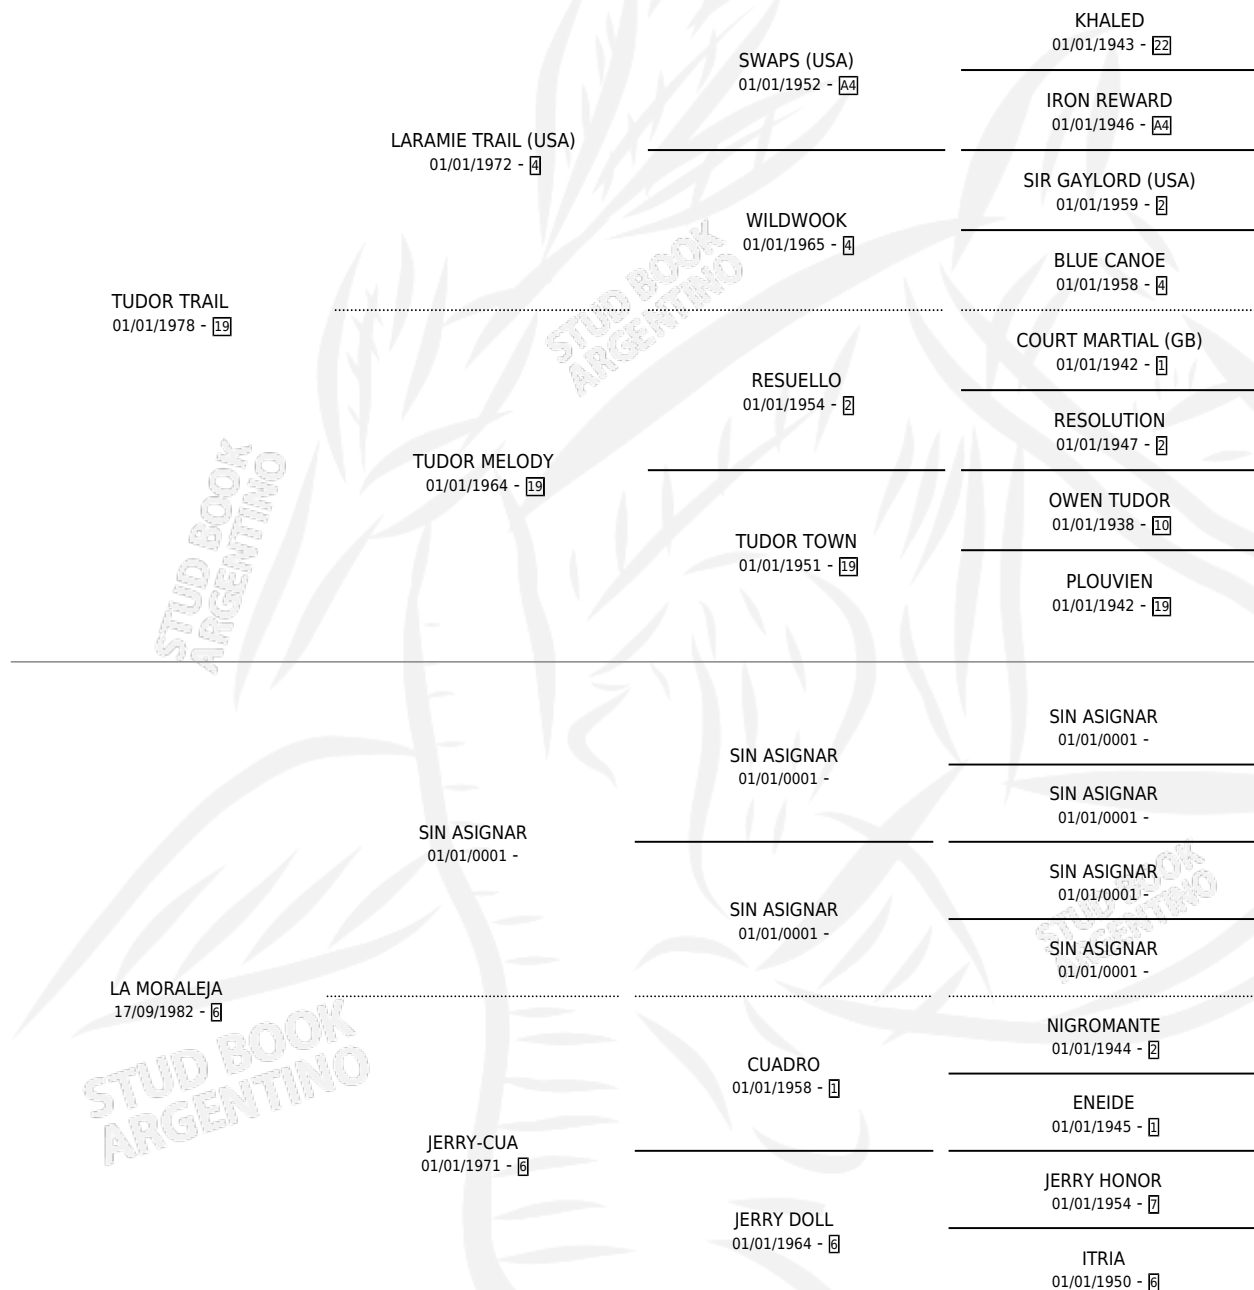 KHALED
01/01/1943 - 22
SWAPS (USA)
01/01/1952 - A4
IRON REWARD
01/01/1946 - A4
LARAMIE TRAIL (USA)
01/01/1972 - 4
SIR GAYLORD (USA)
01/01/1959 - 2
WILDWOOK
01/01/1965 - 4
BLUE CANOE
01/01/1958 - 4
TUDOR TRAIL
01/01/1978 - 19
COURT MARTIAL (GB)
01/01/1942 - 1
RESUELLO
01/01/1954 - 2
RESOLUTION
01/01/1947 - 2
TUDOR MELODY
01/01/1964 - 19
OWEN TUDOR
01/01/1938 - 10
TUDOR TOWN
01/01/1951 - 19
PLOUVIEN
01/01/1942 - 19
STUD BOOK
ARGENTINO
STUD BOOK
ARGENTINO
SIN ASIGNAR
01/01/0001 -
SIN ASIGNAR
01/01/0001 -
SIN ASIGNAR
01/01/0001 -
SIN ASIGNAR
01/01/0001 -
SIN ASIGNAR
01/01/0001 -
SIN ASIGNAR
01/01/0001 -
SIN ASIGNAR
01/01/0001 -
LA MORALEJA
17/09/1982 - 6
NIGROMANTE
01/01/1944 - 2
CUADRO
01/01/1958 - 1
ENEIDE
01/01/1945 - 1
JERRY-CUA
01/01/1971 - 6
JERRY HONOR
01/01/1954 - 7
JERRY DOLL
01/01/1964 - 6
ITRIA
01/01/1950 - 6
STUD BOOK
ARGENTINO
STUD BOOK
ARGENTINO